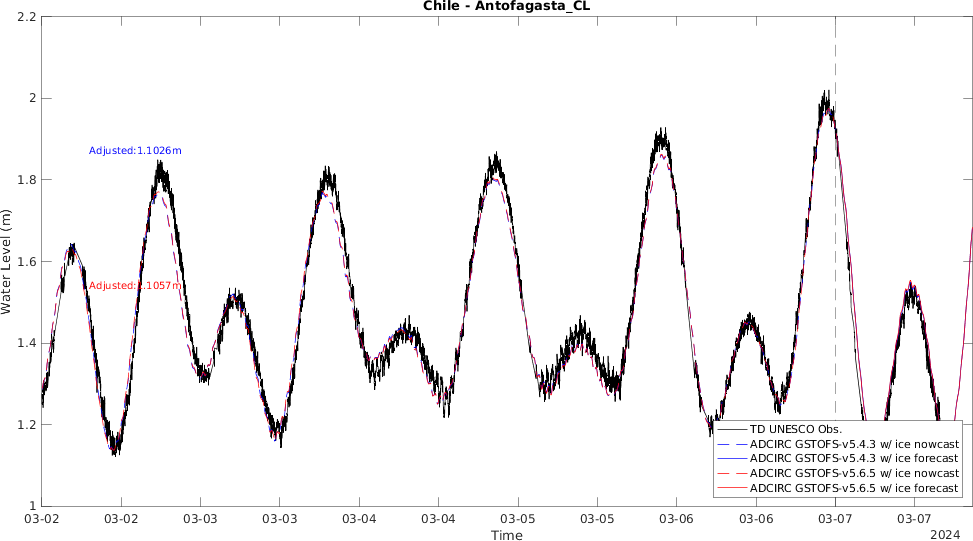 Chile - Antofagasta_CL
2.2
2
1.8
1.6
1.4
1.2
1
Water Level (m)
Adjusted:1.1026m
Adjusted:1.1057m
TD UNESCO Obs.
ADCIRC GSTOFS-v5.4.3 w/ ice nowcast
ADCIRC GSTOFS-v5.4.3 w/ ice forecast
ADCIRC GSTOFS-v5.6.5 w/ ice nowcast
ADCIRC GSTOFS-v5.6.5 w/ ice forecast
03-02 03-02 03-03 03-03 03-04 03-04 03-05 03-05 03-06 03-06 03-07 03-07
Time
2024